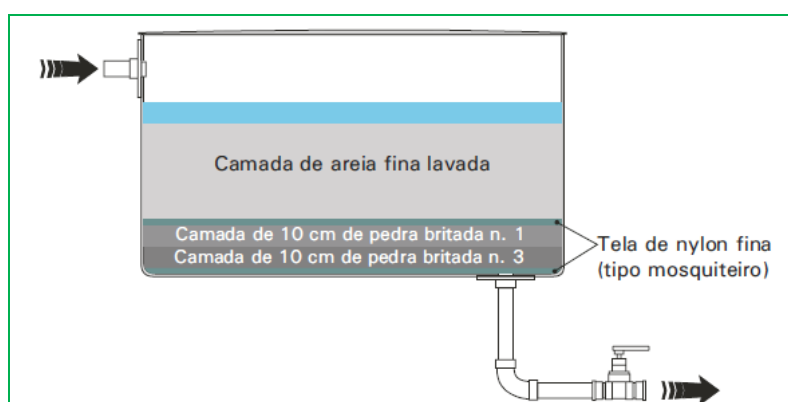 Camada de areia fina lavada
Camada de 10 cm de pedra britada n. 1
Camada de 10 cm de pedra britada n. 3
Tela de nylon fina
(tipo mosquiteiro)